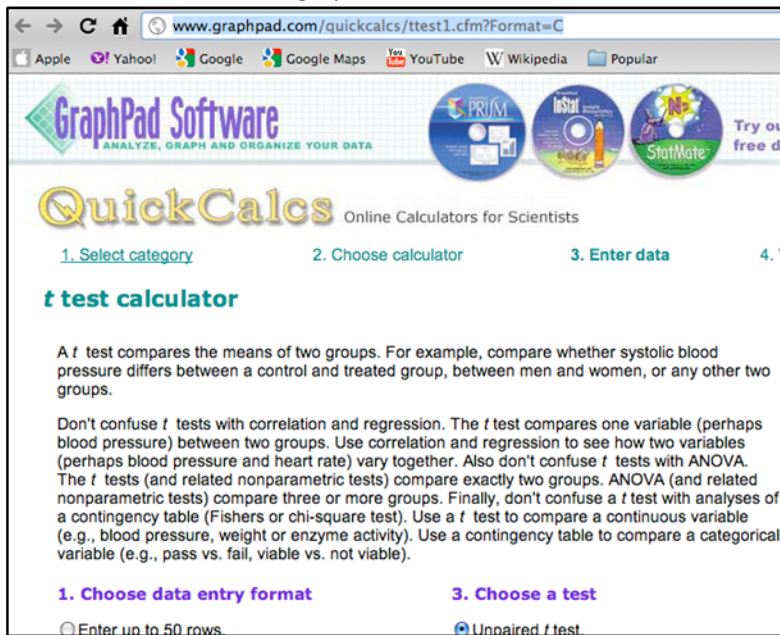 www.graphpad.com/quickcalcs/ttest1.cfm?Format=C
Apple Yahoo! Google Google Maps YouTube Wikipedia Popular
GraphPad Software
ANALYZE, GRAPH AND ORGANIZE YOUR DATA
PRISM InStat StatMate
Try ou
free d
QuickCalcs Online Calculators for Scientists
1. Select category 2. Choose calculator 3. Enter data 4.
t test calculator
A t test compares the means of two groups. For example, compare whether systolic blood
pressure differs between a control and treated group, between men and women, or any other two
groups.
Don't confuse t tests with correlation and regression. The t test compares one variable (perhaps
blood pressure) between two groups. Use correlation and regression to see how two variables
(perhaps blood pressure and heart rate) vary together. Also don't confuse t tests with ANOVA.
The t tests (and related nonparametric tests) compare exactly two groups. ANOVA (and related
nonparametric tests) compare three or more groups. Finally, don't confuse a t test with analyses of
a contingency table (Fishers or chi-square test). Use a t test to compare a continuous variable
(e.g., blood pressure, weight or enzyme activity). Use a contingency table to compare a categorical
variable (e.g., pass vs. fail, viable vs. not viable).
1. Choose data entry format 3. Choose a test
Enter up to 50 rows. Unpaired t test.